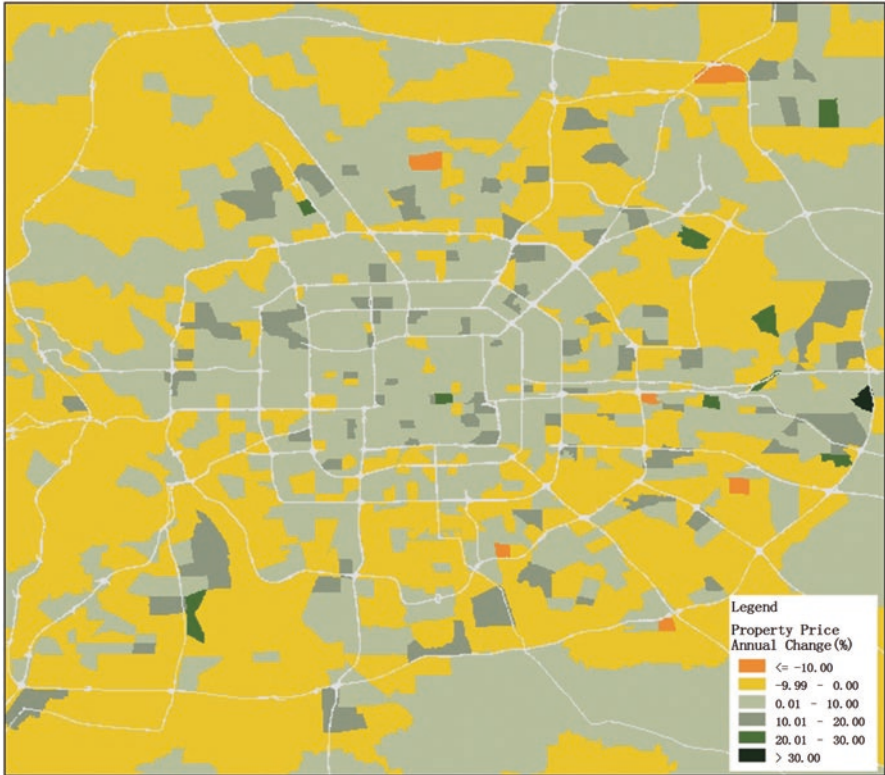 Legend
Property Price
Annual Change(%)
<= -10.00
-9.99 - 0.00
0.01 - 10.00
10.01 - 20.00
20.01 - 30.00
> 30.00